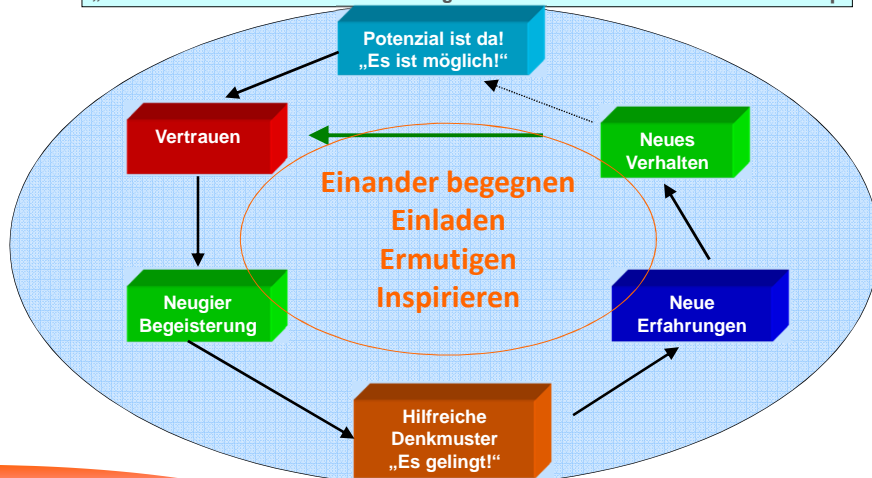 Potenzial ist da!
„Es ist möglich!“
Vertrauen
Neues
Verhalten
Einander begegnen
Einladen
Ermutigen
Inspirieren
Neugier
Begeisterung
Neue
Erfahrungen
Hilfreiche
Denkmuster
„Es gelingt!“